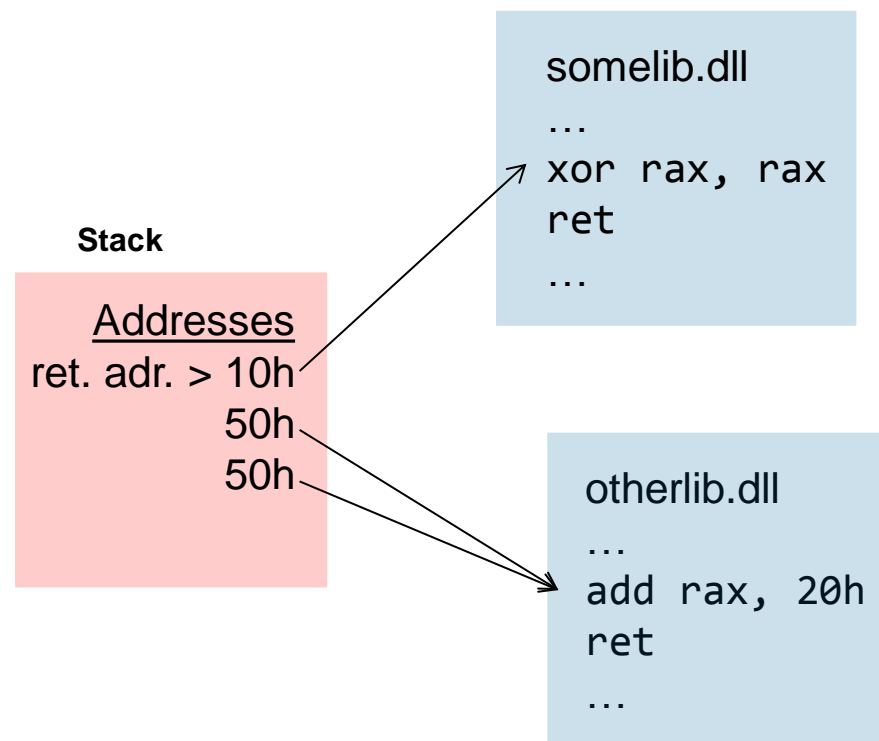 somelib.dll
…
xor rax, rax
ret
…
Stack
Addresses
ret. adr. > 10h
50h
50h
otherlib.dll
…
add rax, 20h
ret
…